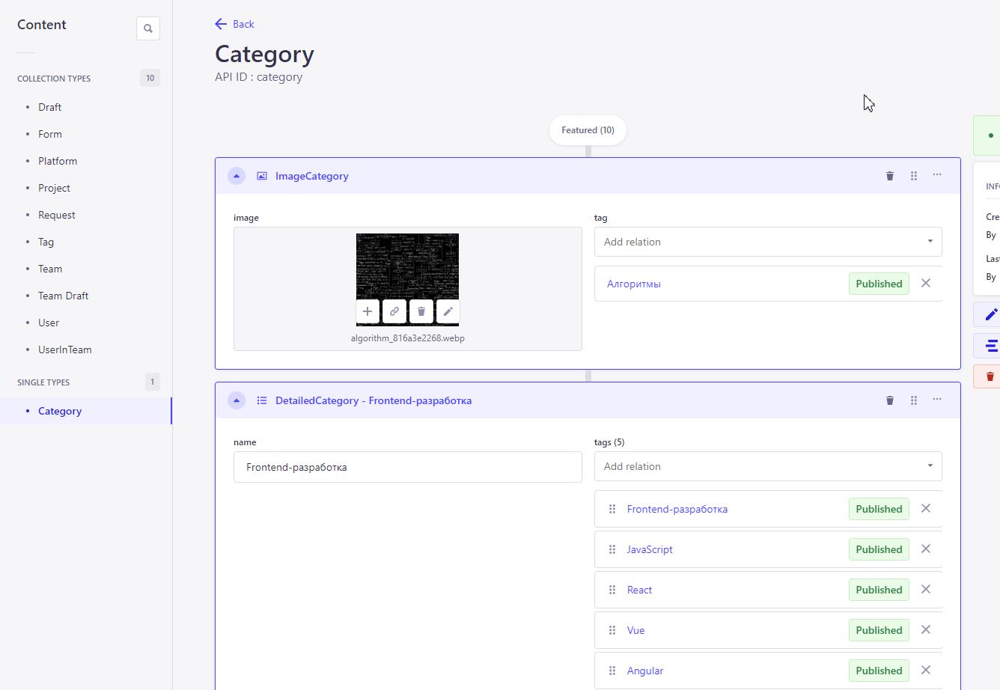 Content
COLLECTION TYPES
10
Draft
Form
Platform
Project
Request
Tag
Team
Team Draft
User
UserInTeam
SINGLE TYPES
1
Category
Back
Category
API ID : category
Featured (10)
ImageCategory
image
algorithm_816a3e2268.webp
tag
Add relation
Алгоритмы
Published
DetailedCategory - Frontend-разработка
name
Frontend-разработка
tags (5)
Add relation
Frontend-разработка
Published
JavaScript
Published
React
Published
Vue
Published
Angular
Published
INF
Cre
By
Last
By